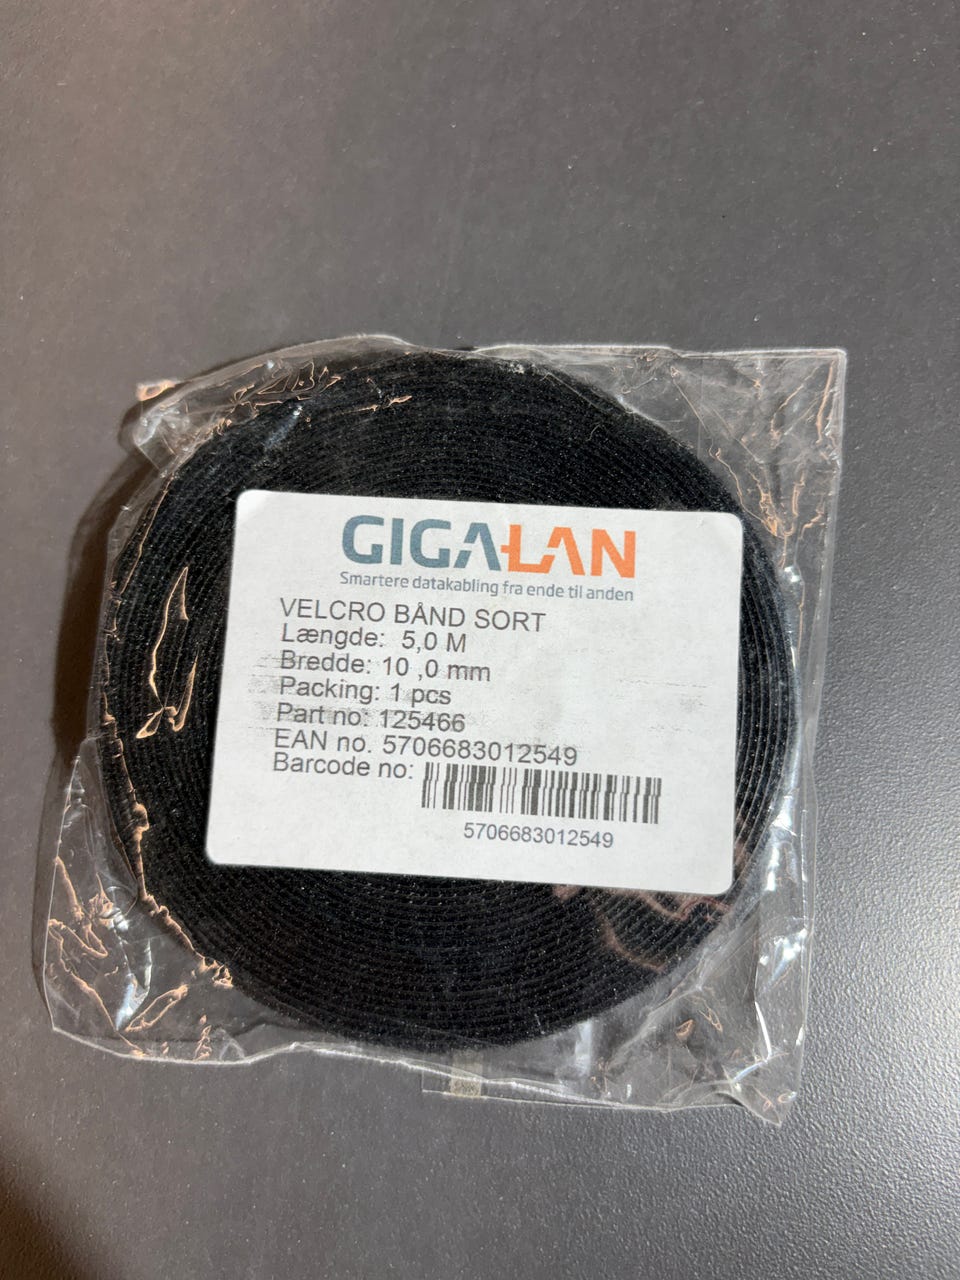 GIGALAN
Smartere datakabling fra ende til anden
VELCRO BÅND SORT
Længde: 5,0 M
Bredde: 10 ,0 mm
Packing: 1 pcs
Part no: 125466
EAN no. 5706683012549
Barcode no:
5706683012549